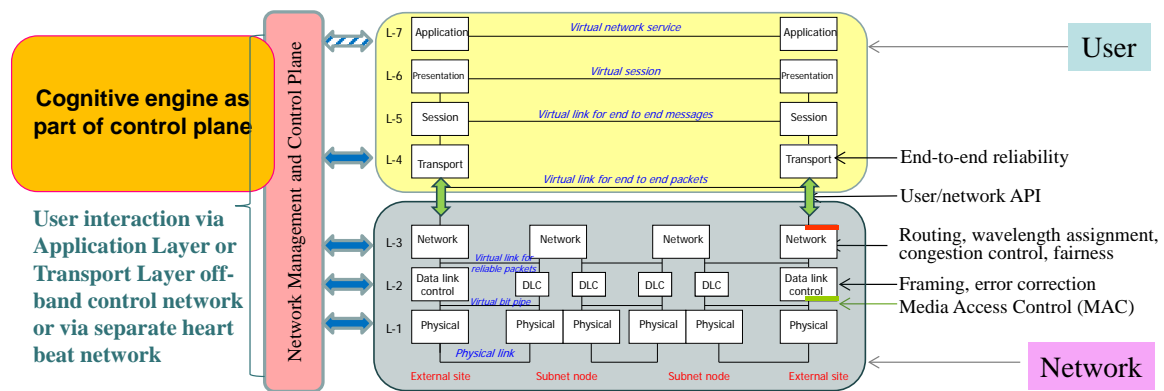 Cognitive engine as
part of control plane
User interaction via
Application Layer or
Transport Layer off-
band control network
or via separate heart
beat network
Network Management and Control Plane
L-7
Application
Virtual network service
Application
L-6
Presentation
Virtual session
Presentation
L-5
Session
Virtual link for end to end messages
Session
L-4
Transport
Transport
Virtual link for end to end packets
L-3
Network
Network
Network
Network
Virtual link for
reliable packets
L-2
Data link
control
DLC
DLC
DLC
DLC
Data link
control
Virtual bit pipe
L-1
Physical
Physical
Physical
Physical
Physical
Physical
Physical link
External site
Subnet node
Subnet node
External site
User
End-to-end reliability
User/network API
Routing, wavelength assignment,
congestion control, fairness
Framing, error correction
Media Access Control (MAC)
Network